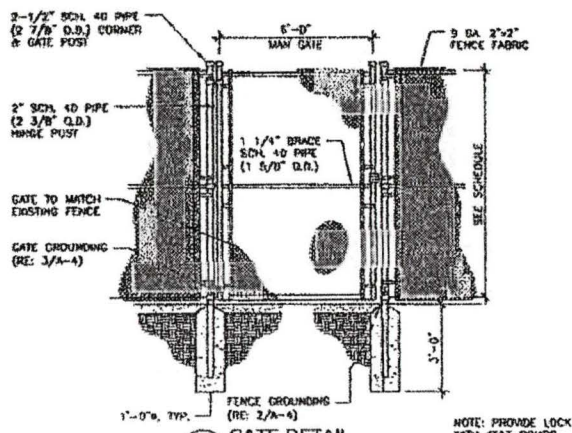 2-1/2" SCH. 40 PIPE
(2 7/8" O.D.) CORNER
& GATE POST
6'-0"
MAN GATE
9 GA. 2"x2"
FENCE FABRIC
2" SCH. 40 PIPE
(2 3/8" O.D.)
HINGE POST
1 1/4" BRACE
SCH. 40 PIPE
(1 5/8" O.D.)
SEE SCHEDULE
GATE TO MATCH
EXISTING FENCE
GATE GROUNDING
(RE: 3/A-4)
3'-0"
1'-0"ø, TYP.
FENCE GROUNDING
(RE: 2/A-4)
GATE DETAIL
NOTE: PROVIDE LOCK